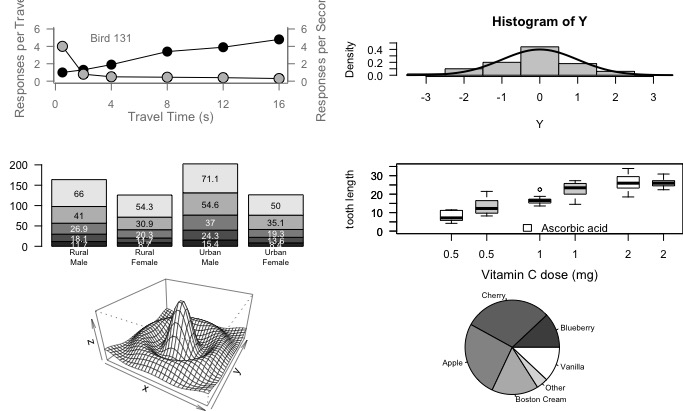 Responses per Trave
Responses per Secon
6
4
2
0
Bird 131
6
4
2
0
0
4
8
12
16
Travel Time (s)
Histogram of Y
Density
0.4
0.2
0.0
-3
-2
-1
0
1
2
3
Y
200
150
100
50
0
66
41
26.9
18.1
54.3
30.9
20.3
71.1
54.6
37
24.3
15.4
50
35.1
19.3
Rural
Male
Rural
Female
Urban
Male
Urban
Female
tooth length
30
20
10
0
Ascorbic acid
0.5
0.5
1
1
2
2
Vitamin C dose (mg)
z
x
y
Cherry
Blueberry
Apple
Vanilla
Other
Boston Cream